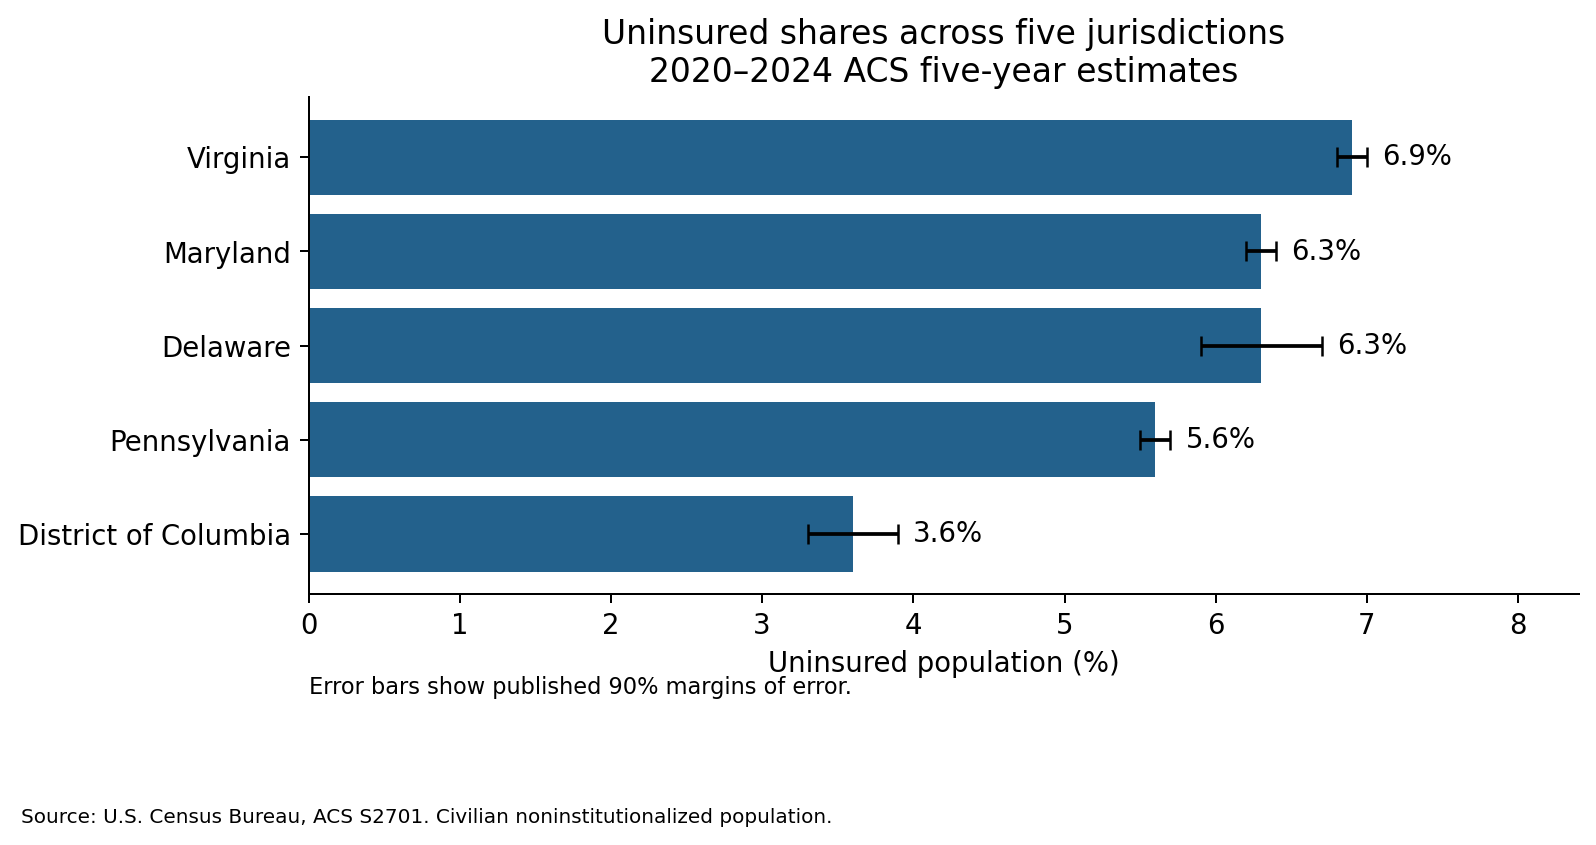 Uninsured shares across five jurisdictions
2020–2024 ACS five-year estimates
Virginia
6.9%
Maryland
6.3%
Delaware
6.3%
Pennsylvania
5.6%
District of Columbia
3.6%
0 1 2 3 4 5 6 7 8
Uninsured population (%)
Error bars show published 90% margins of error.
Source: U.S. Census Bureau, ACS S2701. Civilian noninstitutionalized population.